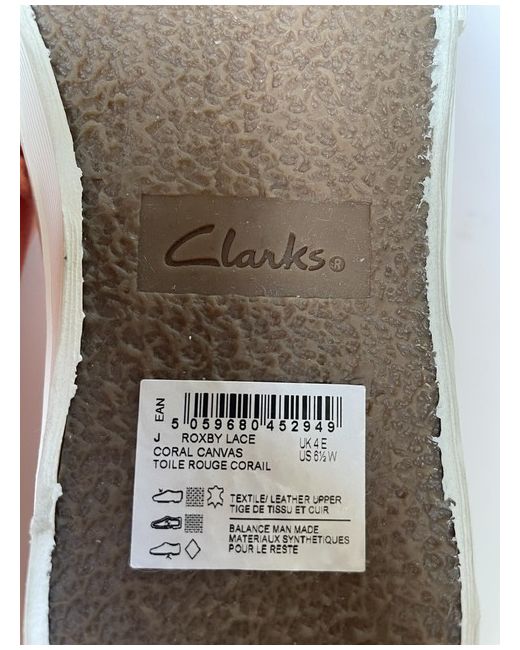 Clarks®
EAN
5 059680 452949
J ROXBY LACE UK 4 E
CORAL CANVAS US 6½ W
TOILE ROUGE CORAIL
TEXTILE/ LEATHER UPPER
TIGE DE TISSU ET CUIR
BALANCE MAN MADE
MATERIAUX SYNTHETIQUES
POUR LE RESTE